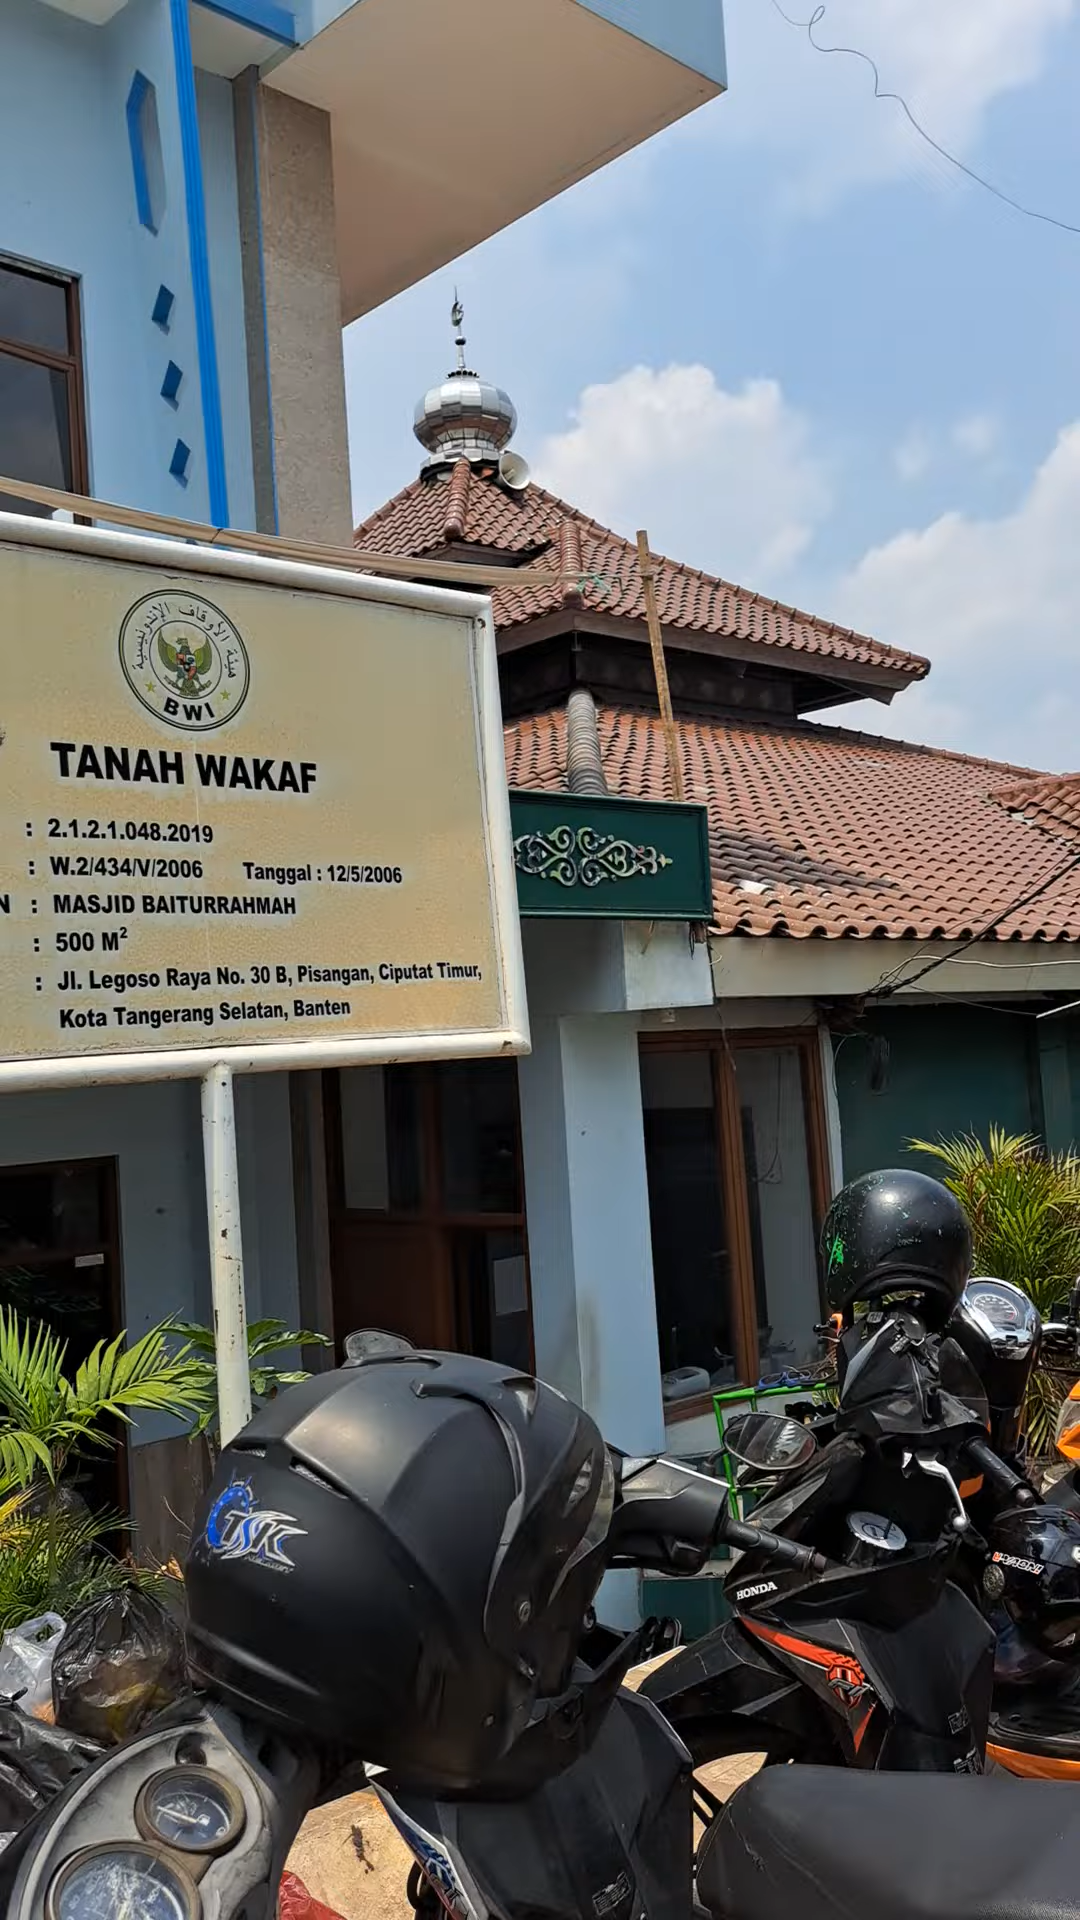 هيئة الأوقاف الإندونيسية
BWI
TANAH WAKAF
: 2.1.2.1.048.2019
: W.2/434/V/2006 Tanggal : 12/5/2006
N : MASJID BAITURRAHMAH
: 500 M²
: Jl. Legoso Raya No. 30 B, Pisangan, Ciputat Timur,
Kota Tangerang Selatan, Banten
TSK
HONDA